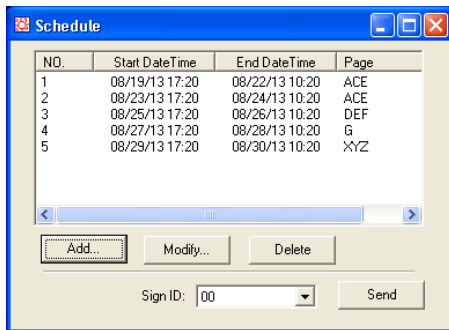 Schedule
NO. Start DateTime End DateTime Page
1 08/19/13 17:20 08/22/13 10:20 ACE
2 08/23/13 17:20 08/24/13 10:20 ACE
3 08/25/13 17:20 08/26/13 10:20 DEF
4 08/27/13 17:20 08/28/13 10:20 G
5 08/29/13 17:20 08/30/13 10:20 XYZ
Add... Modify... Delete
Sign ID: 00 Send